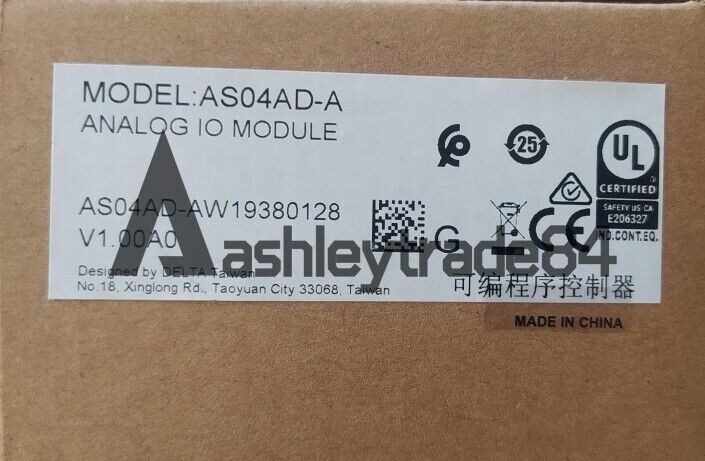 MODEL:AS04AD-A
ANALOG IO MODULE
AS04AD-AW19380128
V1.00A0
Designed by DELTA Taiwan
No.18, Xinglong Rd., Taoyuan City 33068, Taiwan
G
25
UL
CERTIFIED
SAFETY US CA
E206327
IND.CONT.EQ.
CE
可编程序控制器
MADE IN CHINA
ashleytrade84